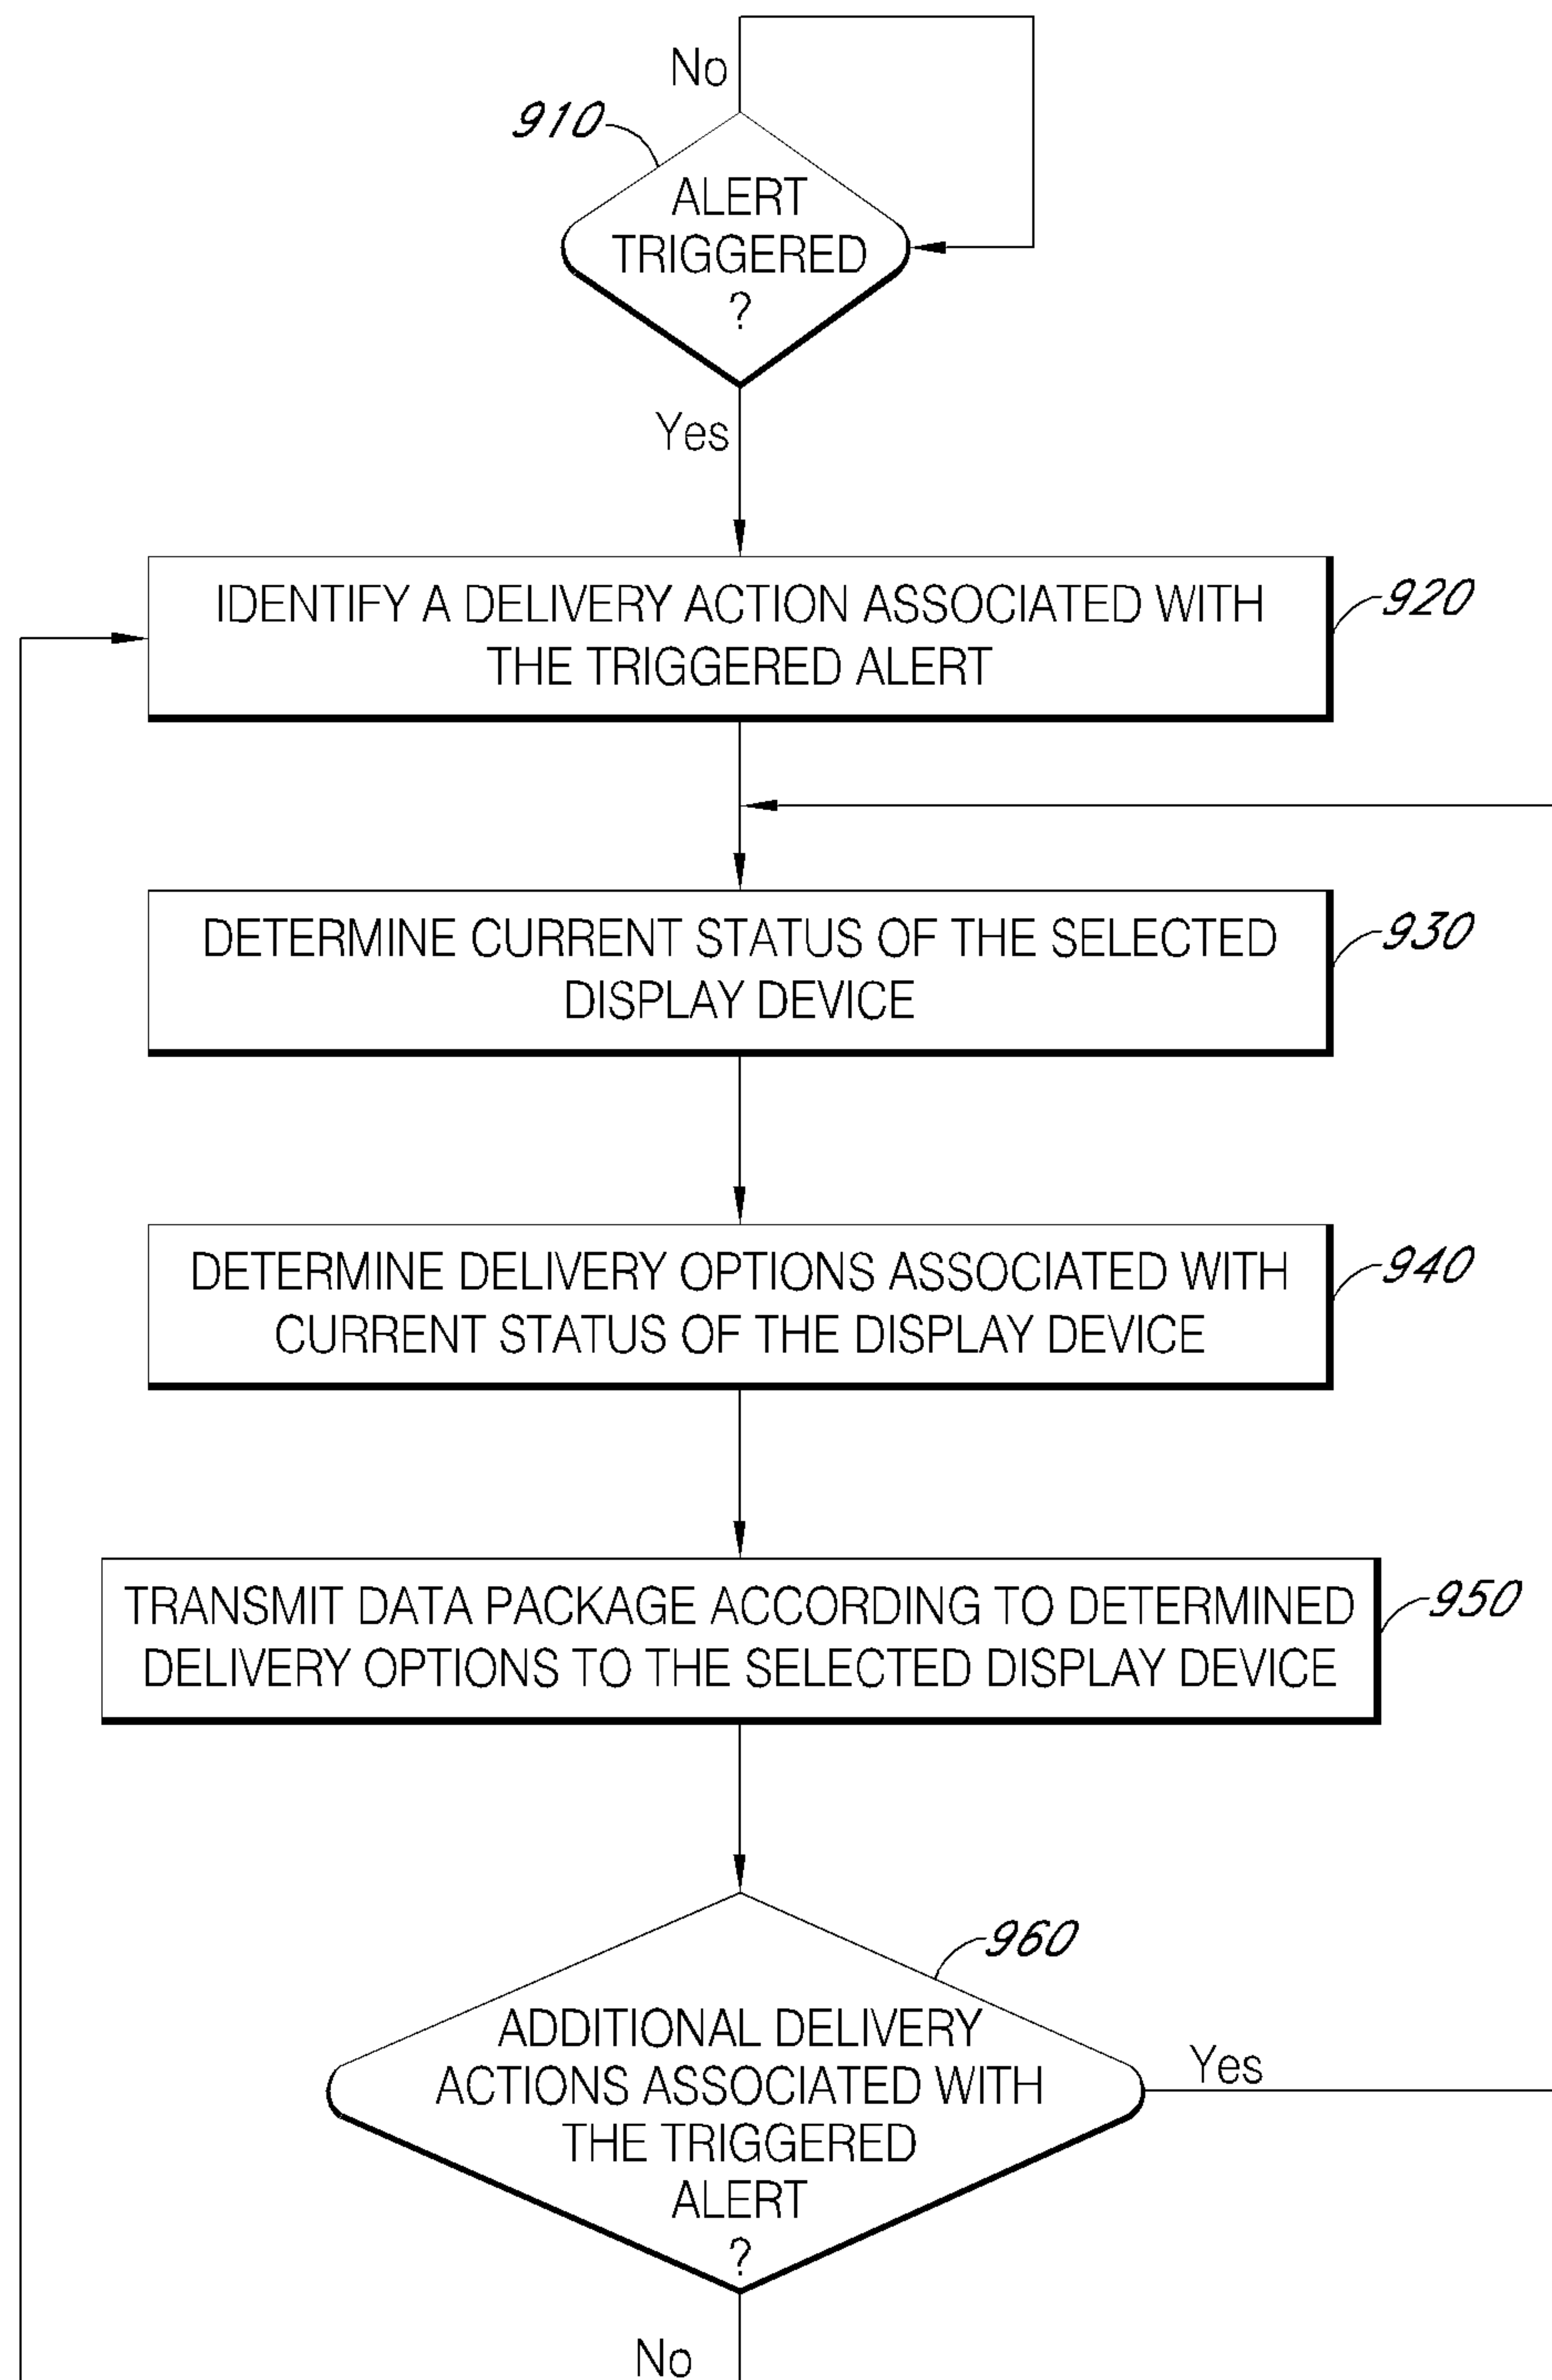 No
910
ALERT
TRIGGERED
?
Yes
IDENTIFY A DELIVERY ACTION ASSOCIATED WITH
THE TRIGGERED ALERT
920
DETERMINE CURRENT STATUS OF THE SELECTED
DISPLAY DEVICE
930
DETERMINE DELIVERY OPTIONS ASSOCIATED WITH
CURRENT STATUS OF THE DISPLAY DEVICE
940
TRANSMIT DATA PACKAGE ACCORDING TO DETERMINED
DELIVERY OPTIONS TO THE SELECTED DISPLAY DEVICE
950
960
ADDITIONAL DELIVERY
ACTIONS ASSOCIATED WITH
THE TRIGGERED
ALERT
?
Yes
No